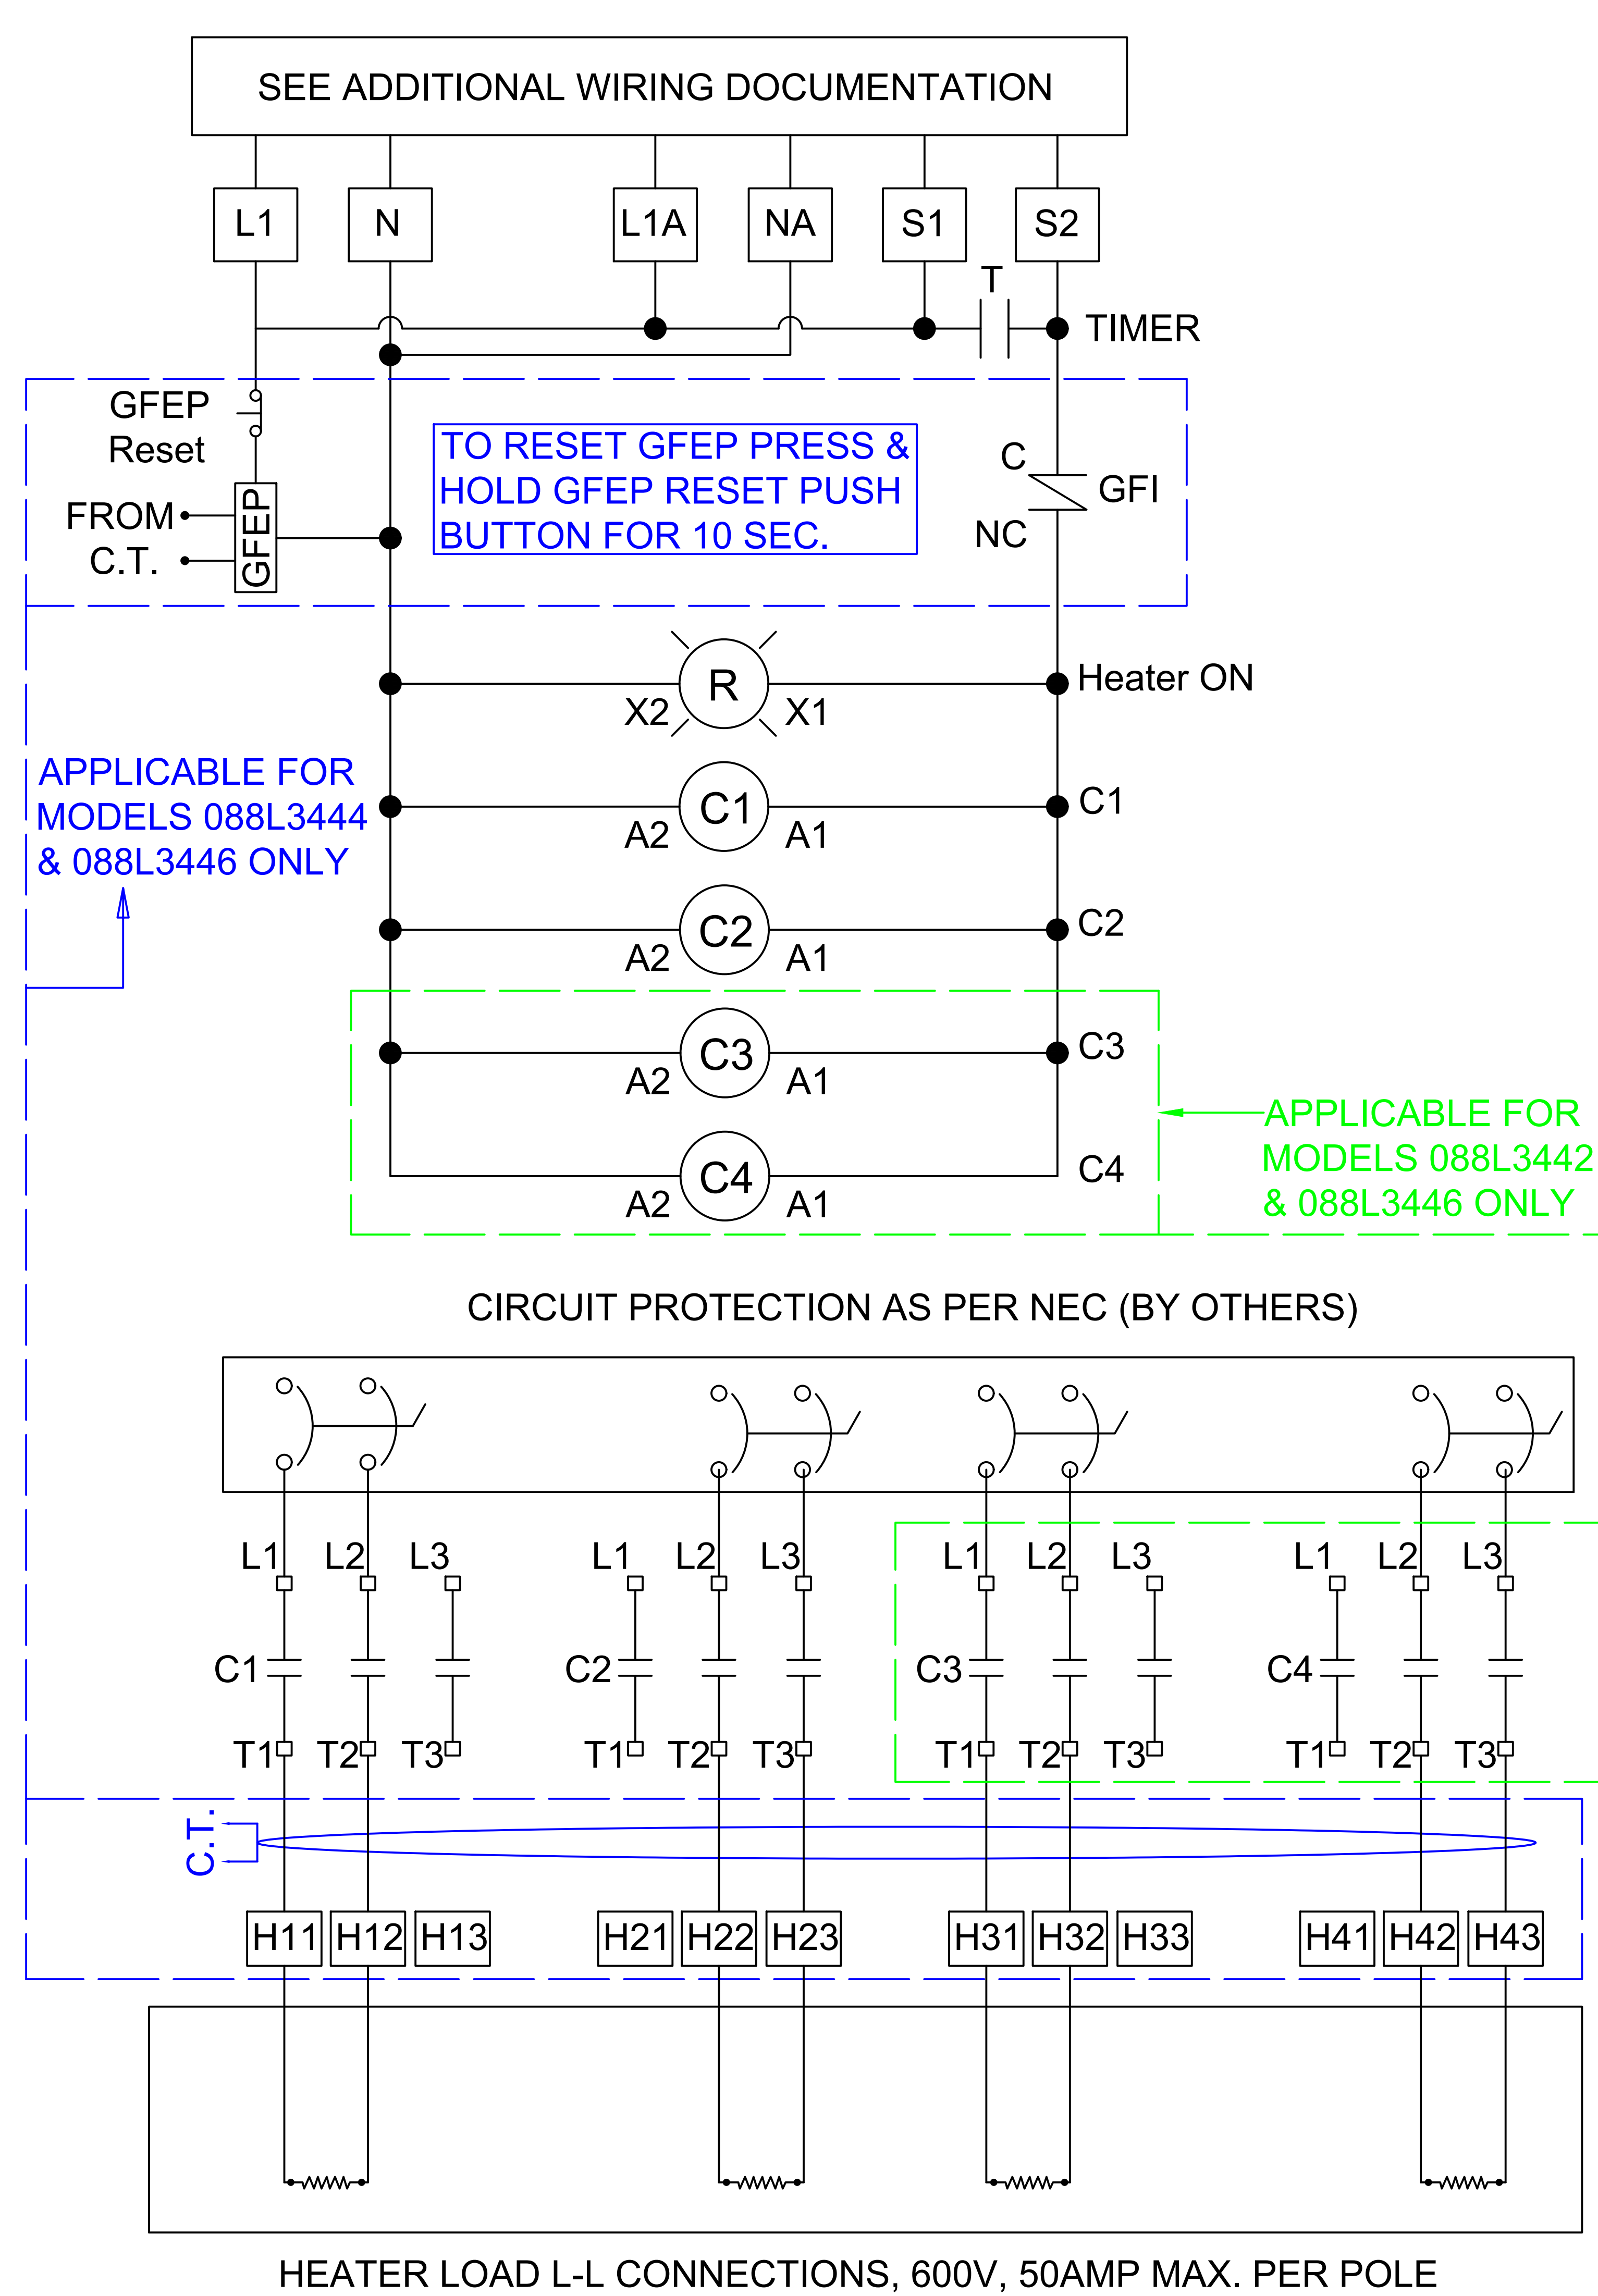 SEE ADDITIONAL WIRING DOCUMENTATION
L1 N L1A NA S1 S2
T
TIMER
GFEP
Reset
FROM
C.T.
GFEP
TO RESET GFEP PRESS &
HOLD GFEP RESET PUSH
BUTTON FOR 10 SEC.
C
NC
GFI
R
X2 X1
Heater ON
APPLICABLE FOR
MODELS 088L3444
& 088L3446 ONLY
C1
A2 A1
C1
C2
A2 A1
C2
C3
A2 A1
C3
C4
A2 A1
C4
APPLICABLE FOR
MODELS 088L3442
& 088L3446 ONLY
CIRCUIT PROTECTION AS PER NEC (BY OTHERS)
L1 L2 L3 L1 L2 L3 L1 L2 L3 L1 L2 L3
C1 C2 C3 C4
T1 T2 T3 T1 T2 T3 T1 T2 T3 T1 T2 T3
C.T.
H11 H12 H13 H21 H22 H23 H31 H32 H33 H41 H42 H43
HEATER LOAD L-L CONNECTIONS, 600V, 50AMP MAX. PER POLE